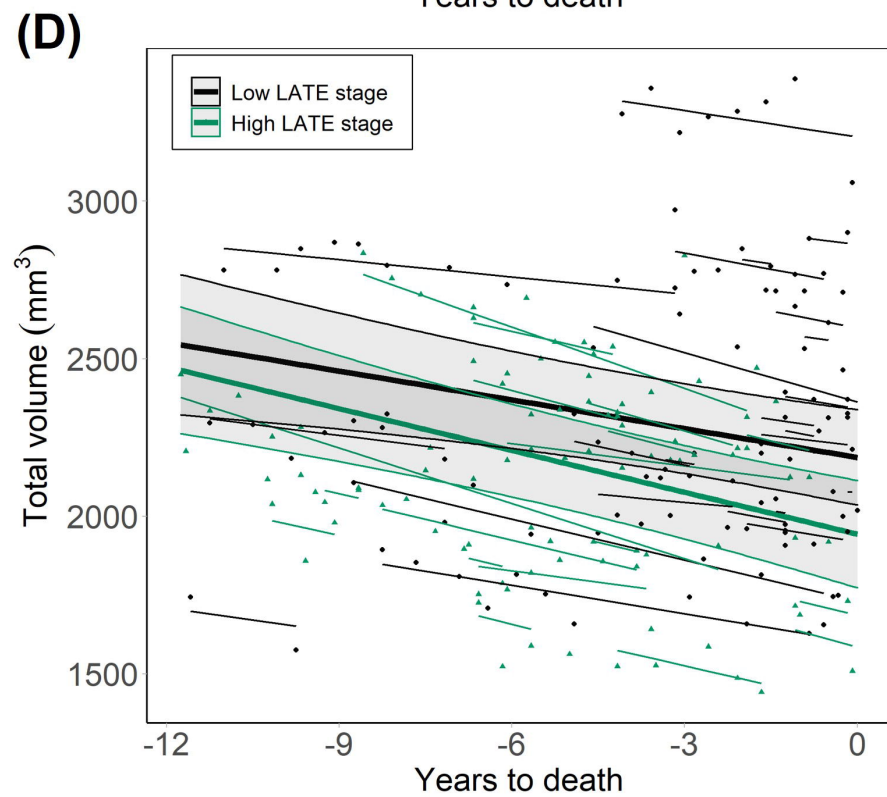 Years to death
(D)
Low LATE stage
High LATE stage
3000
2500
2000
1500
Total volume (mm³)
-12 -9 -6 -3 0
Years to death